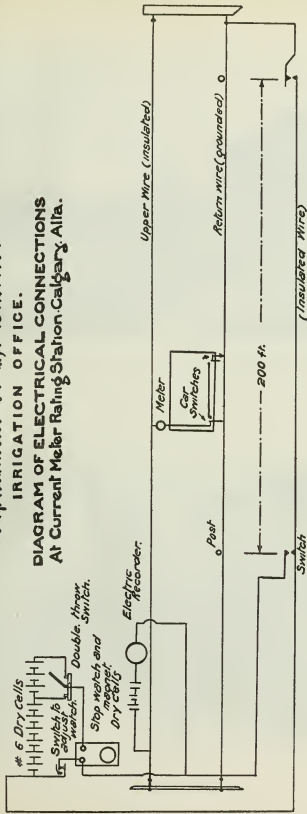 IRRIGATION OFFICE.
DIAGRAM OF ELECTRICAL CONNECTIONS
At Current Meter Rating Station-Calgary, Alta.
# 6 Dry Cells
Switch to
adjust
watch.
Double throw
Switch.
Stop watch and
magnet
Dry Cells
Electric
Recorder.
Upper Wire (insulated)
Meter
Car
Switches
Return wire (grounded)
Post
200 ft.
Switch
(Insulated Wire)